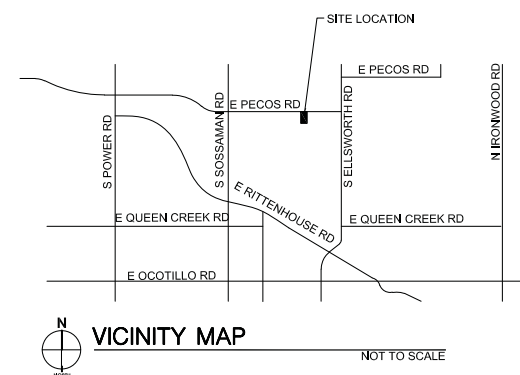 SITE LOCATION
E PECOS RD
E PECOS RD
S POWER RD
S SOSSAMAN RD
S ELLSWORTH RD
N IRONWOOD RD
E RITTENHOUSE RD
E QUEEN CREEK RD
E QUEEN CREEK RD
E OCOTILLO RD
N
VICINITY MAP
NOT TO SCALE